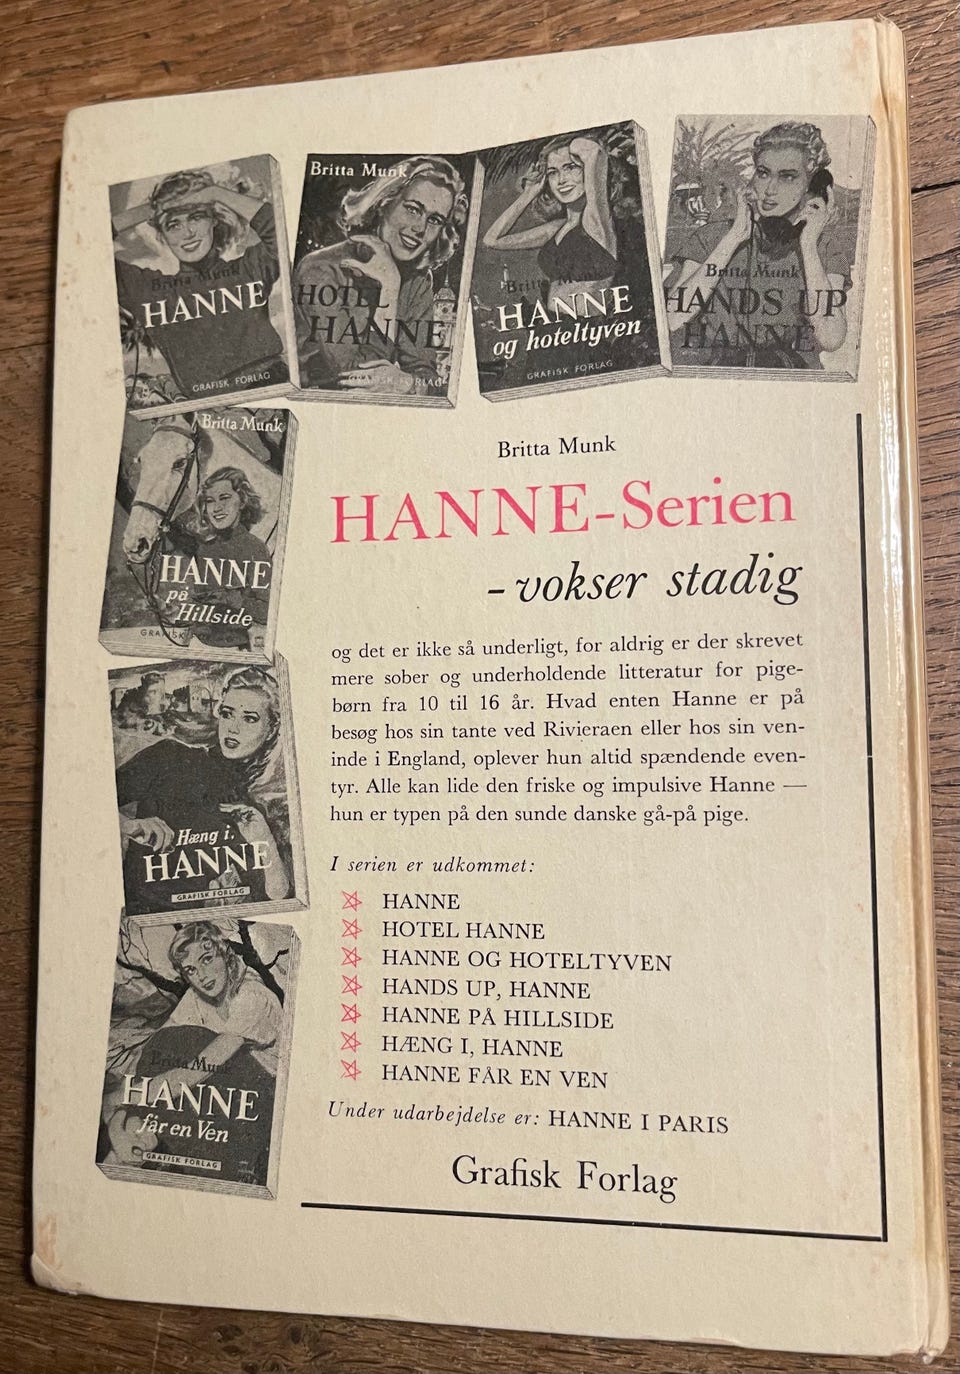 Britta Munk
HANNE
GRAFISK FORLAG
Britta Munk
HOTEL
HANNE
GRAFISK FORLAG
Britta Munk
HANNE
og hoteltyven
GRAFISK FORLAG
Britta Munk
HANDS UP
HANNE
Britta Munk
HANNE
på
Hillside
Hæng i.
HANNE
GRAFISK FORLAG
Britta Munk
HANNE
får en Ven
GRAFISK FORLAG
Britta Munk
HANNE-Serien
- vokser stadig
og det er ikke så underligt, for aldrig er der skrevet
mere sober og underholdende litteratur for pige-
børn fra 10 til 16 år. Hvad enten Hanne er på
besøg hos sin tante ved Rivieraen eller hos sin ven-
inde i England, oplever hun altid spændende even-
tyr. Alle kan lide den friske og impulsive Hanne —
hun er typen på den sunde danske gå-på pige.
I serien er udkommet:
HANNE
HOTEL HANNE
HANNE OG HOTELTYVEN
HANDS UP, HANNE
HANNE PÅ HILLSIDE
HÆNG I, HANNE
HANNE FÅR EN VEN
Under udarbejdelse er: HANNE I PARIS
Grafisk Forlag